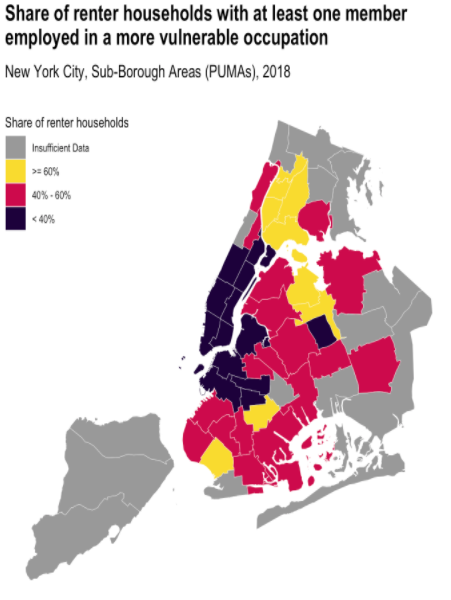 Share of renter households with at least one member
employed in a more vulnerable occupation
New York City, Sub-Borough Areas (PUMAs), 2018
Share of renter households
Insufficient Data
>= 60%
40% - 60%
< 40%